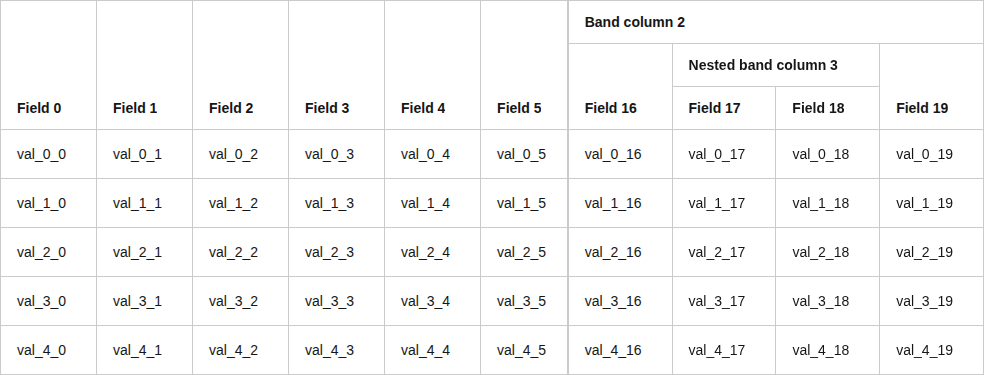 Band column 2
Nested band column 3
Field 0 Field 1 Field 2 Field 3 Field 4 Field 5 Field 16 Field 17 Field 18 Field 19
val_0_0 val_0_1 val_0_2 val_0_3 val_0_4 val_0_5 val_0_16 val_0_17 val_0_18 val_0_19
val_1_0 val_1_1 val_1_2 val_1_3 val_1_4 val_1_5 val_1_16 val_1_17 val_1_18 val_1_19
val_2_0 val_2_1 val_2_2 val_2_3 val_2_4 val_2_5 val_2_16 val_2_17 val_2_18 val_2_19
val_3_0 val_3_1 val_3_2 val_3_3 val_3_4 val_3_5 val_3_16 val_3_17 val_3_18 val_3_19
val_4_0 val_4_1 val_4_2 val_4_3 val_4_4 val_4_5 val_4_16 val_4_17 val_4_18 val_4_19